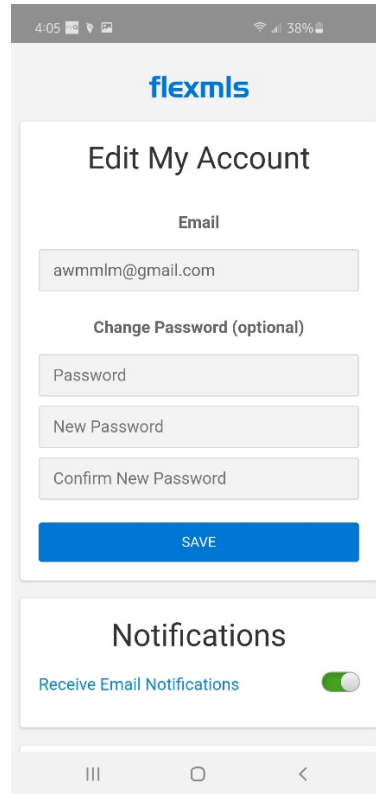 4:05
38%
flexmls
Edit My Account
Email
awmmlm@gmail.com
Change Password (optional)
Password
New Password
Confirm New Password
SAVE
Notifications
Receive Email Notifications